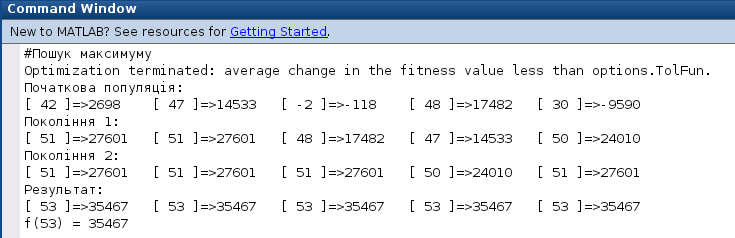 Command Window
New to MATLAB? See resources for Getting Started.
#Пошук максимуму
Optimization terminated: average change in the fitness value less than options.TolFun.
Початкова популяція:
[ 42 ]=>2698 [ 47 ]=>14533 [ -2 ]=>-118 [ 48 ]=>17482 [ 30 ]=>-9590
Покоління 1:
[ 51 ]=>27601 [ 51 ]=>27601 [ 48 ]=>17482 [ 47 ]=>14533 [ 50 ]=>24010
Покоління 2:
[ 51 ]=>27601 [ 51 ]=>27601 [ 51 ]=>27601 [ 50 ]=>24010 [ 51 ]=>27601
Результат:
[ 53 ]=>35467 [ 53 ]=>35467 [ 53 ]=>35467 [ 53 ]=>35467 [ 53 ]=>35467
f(53) = 35467